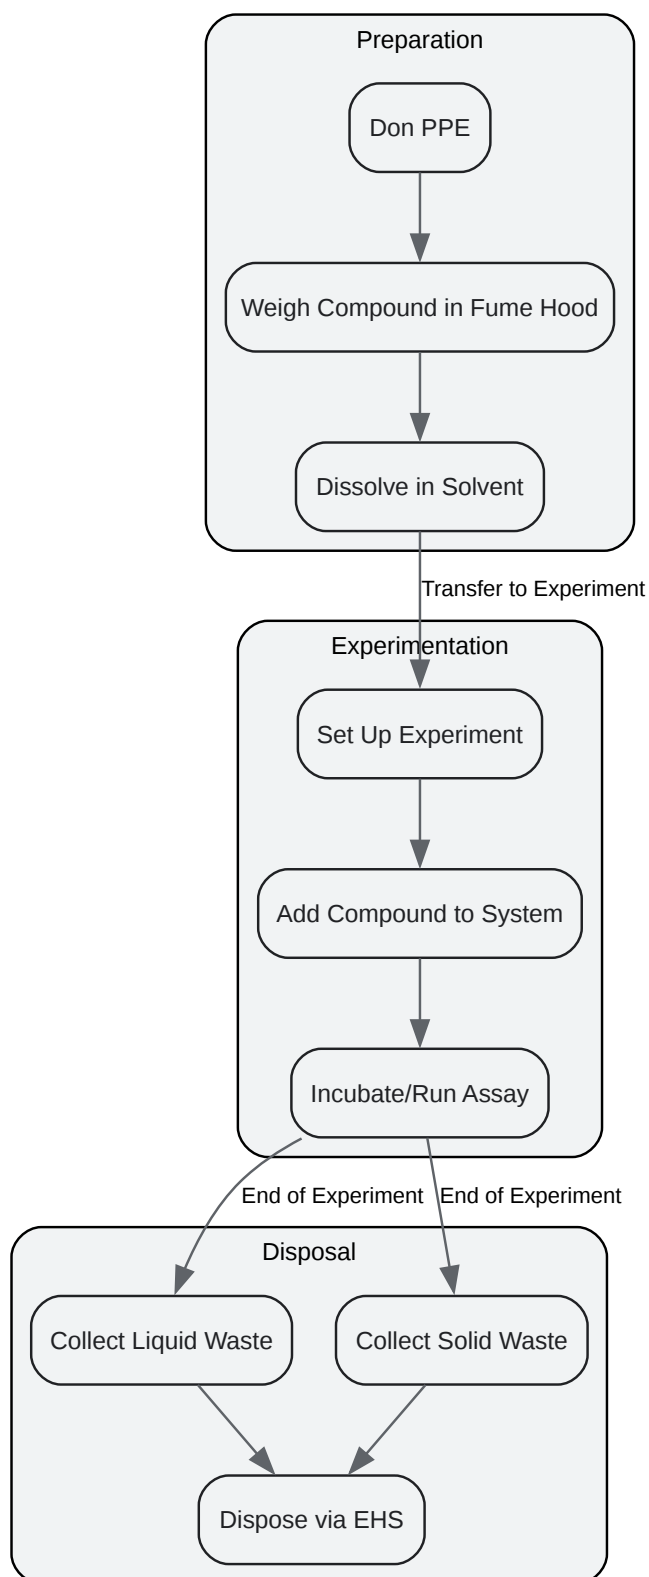 Preparation
Don PPE
Weigh Compound in Fume Hood
Dissolve in Solvent
Transfer to Experiment
Experimentation
Set Up Experiment
Add Compound to System
Incubate/Run Assay
End of Experiment
End of Experiment
Disposal
Collect Liquid Waste
Collect Solid Waste
Dispose via EHS